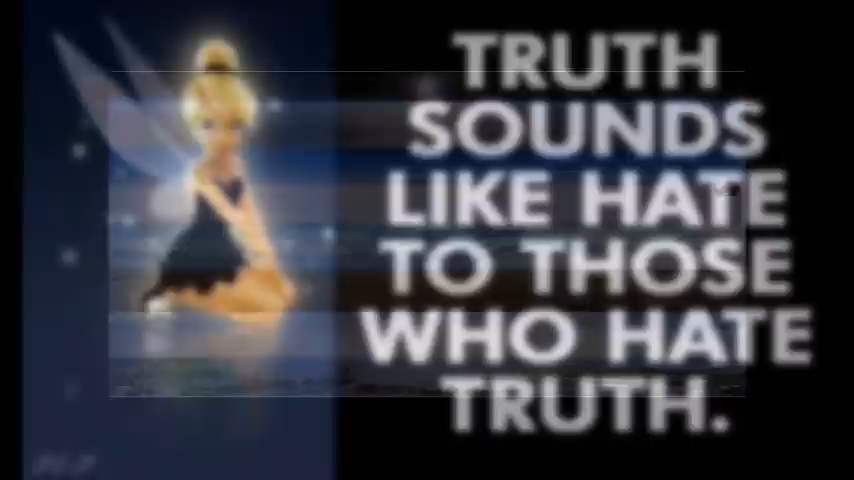 TRUTH
SOUNDS
LIKE HATE
TO THOSE
WHO HATE
TRUTH.